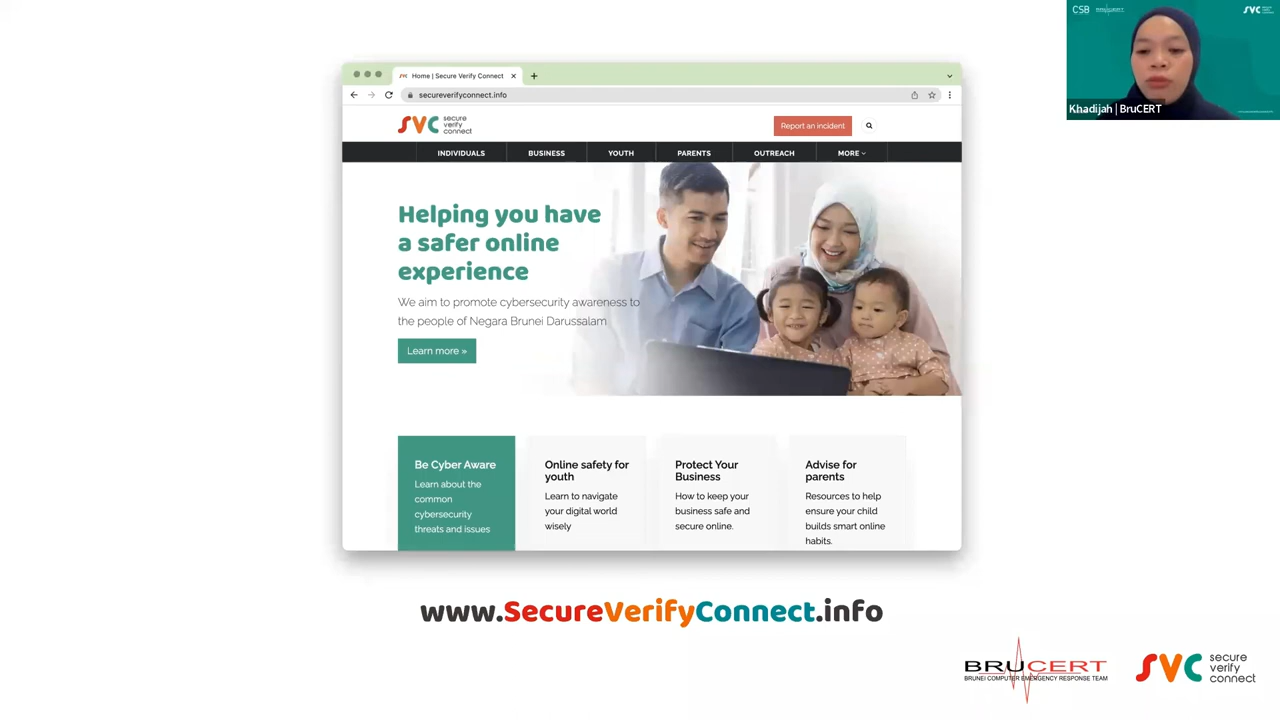 CSB
SVC
Khadijah | BruCERT
Home | Secure Verify Connect
secureverifyconnect.info
SVC secure
verify
connect
Report an incident
INDIVIDUALS
BUSINESS
YOUTH
PARENTS
OUTREACH
MORE
Helping you have
a safer online
experience
We aim to promote cybersecurity awareness to
the people of Negara Brunei Darussalam
Learn more »
Be Cyber Aware
Learn about the
common
cybersecurity
threats and issues
Online safety for
youth
Learn to navigate
your digital world
wisely
Protect Your
Business
How to keep your
business safe and
secure online.
Advise for
parents
Resources to help
ensure your child
builds smart online
habits.
www.SecureVerifyConnect.info
BRUCERT
BRUNEI COMPUTER EMERGENCY RESPONSE TEAM
SVC secure
verify
connect